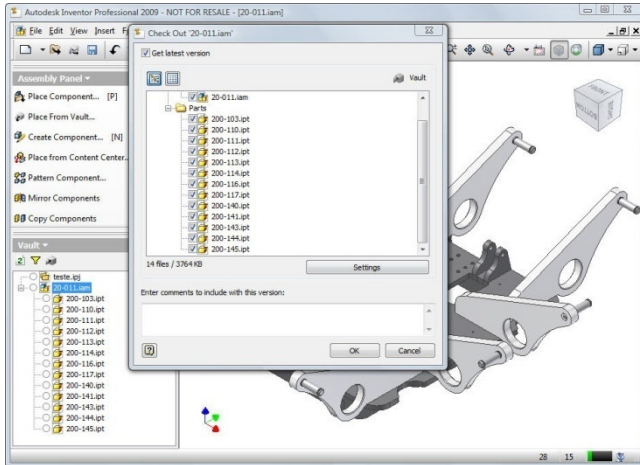 Autodesk Inventor Professional 2009 - NOT FOR RESALE - [20-011.iam]
File Edit View Insert F
Assembly Panel
Place Component... [P]
Place From Vault...
Create Component... [N]
Place from Content Center...
Pattern Component...
Mirror Components
Copy Components
Vault
teste.ipj
20-011.iam
200-103.ipt
200-110.ipt
200-111.ipt
200-112.ipt
200-113.ipt
200-114.ipt
200-116.ipt
200-117.ipt
200-140.ipt
200-141.ipt
200-143.ipt
200-144.ipt
200-145.ipt
Check Out '20-011.iam'
Get latest version
Vault
20-011.iam
Parts
200-103.ipt
200-110.ipt
200-111.ipt
200-112.ipt
200-113.ipt
200-114.ipt
200-116.ipt
200-117.ipt
200-140.ipt
200-141.ipt
200-143.ipt
200-144.ipt
200-145.ipt
14 files / 3764 KB
Settings
Enter comments to include with this version:
OK Cancel
FRONT
BOTTOM
28 15